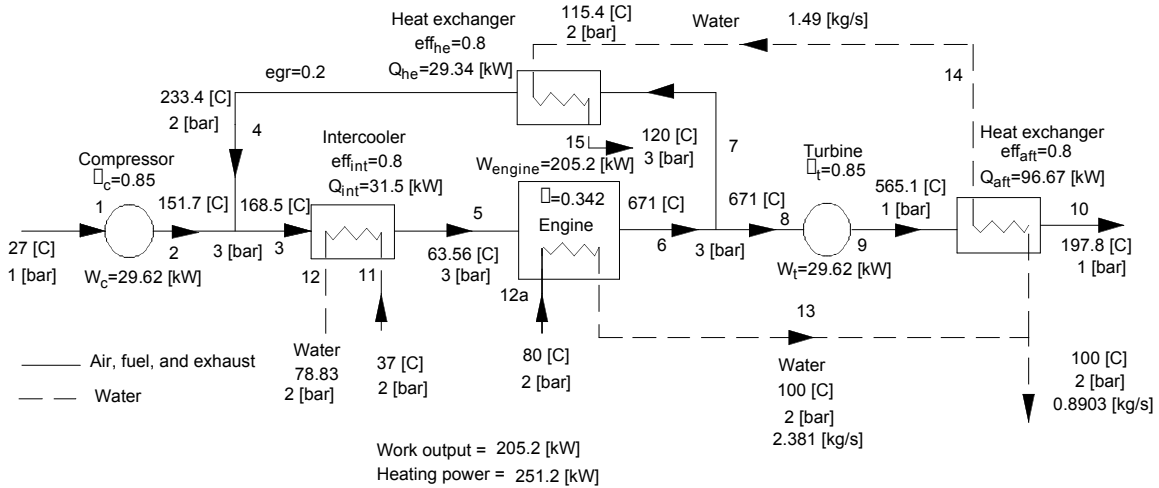 Heat exchanger
eff_he=0.8
Q_he=29.34 [kW]
115.4 [C]
2 [bar]
Water
1.49 [kg/s]
egr=0.2
14
233.4 [C]
2 [bar]
4
15
120 [C]
3 [bar]
7
Compressor
▯_c=0.85
1
27 [C]
1 [bar]
W_c=29.62 [kW]
151.7 [C]
2
3 [bar]
168.5 [C]
3
Intercooler
eff_int=0.8
Q_int=31.5 [kW]
12
11
5
63.56 [C]
3 [bar]
W_engine=205.2 [kW]
▯=0.342
Engine
12a
671 [C]
6
3 [bar]
671 [C]
8
Turbine
▯_t=0.85
W_t=29.62 [kW]
9
565.1 [C]
1 [bar]
Heat exchanger
eff_aft=0.8
Q_aft=96.67 [kW]
10
197.8 [C]
1 [bar]
13
Water
78.83
2 [bar]
37 [C]
2 [bar]
80 [C]
2 [bar]
Water
100 [C]
2 [bar]
2.381 [kg/s]
100 [C]
2 [bar]
0.8903 [kg/s]
Air, fuel, and exhaust
Water
Work output = 205.2 [kW]
Heating power = 251.2 [kW]